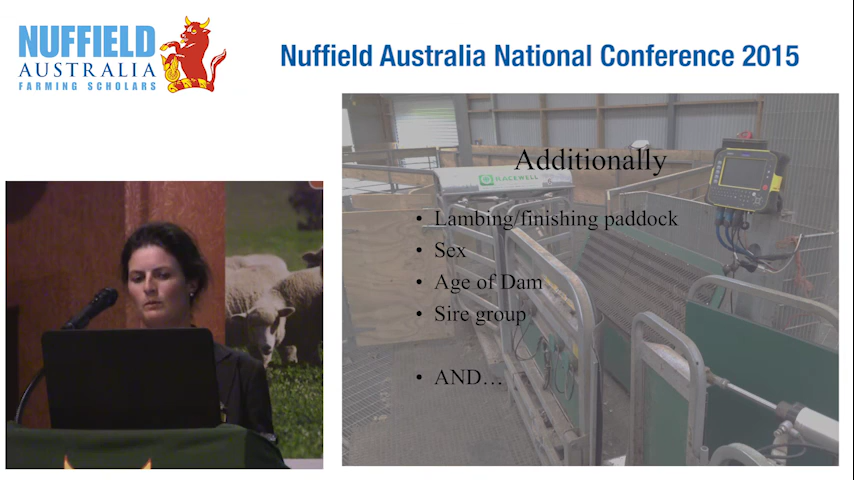 NUFFIELD
AUSTRALIA
FARMING SCHOLARS
Nuffield Australia National Conference 2015
Additionally
RACEWELL
• Lambing/finishing paddock
• Sex
• Age of Dam
• Sire group
• AND…